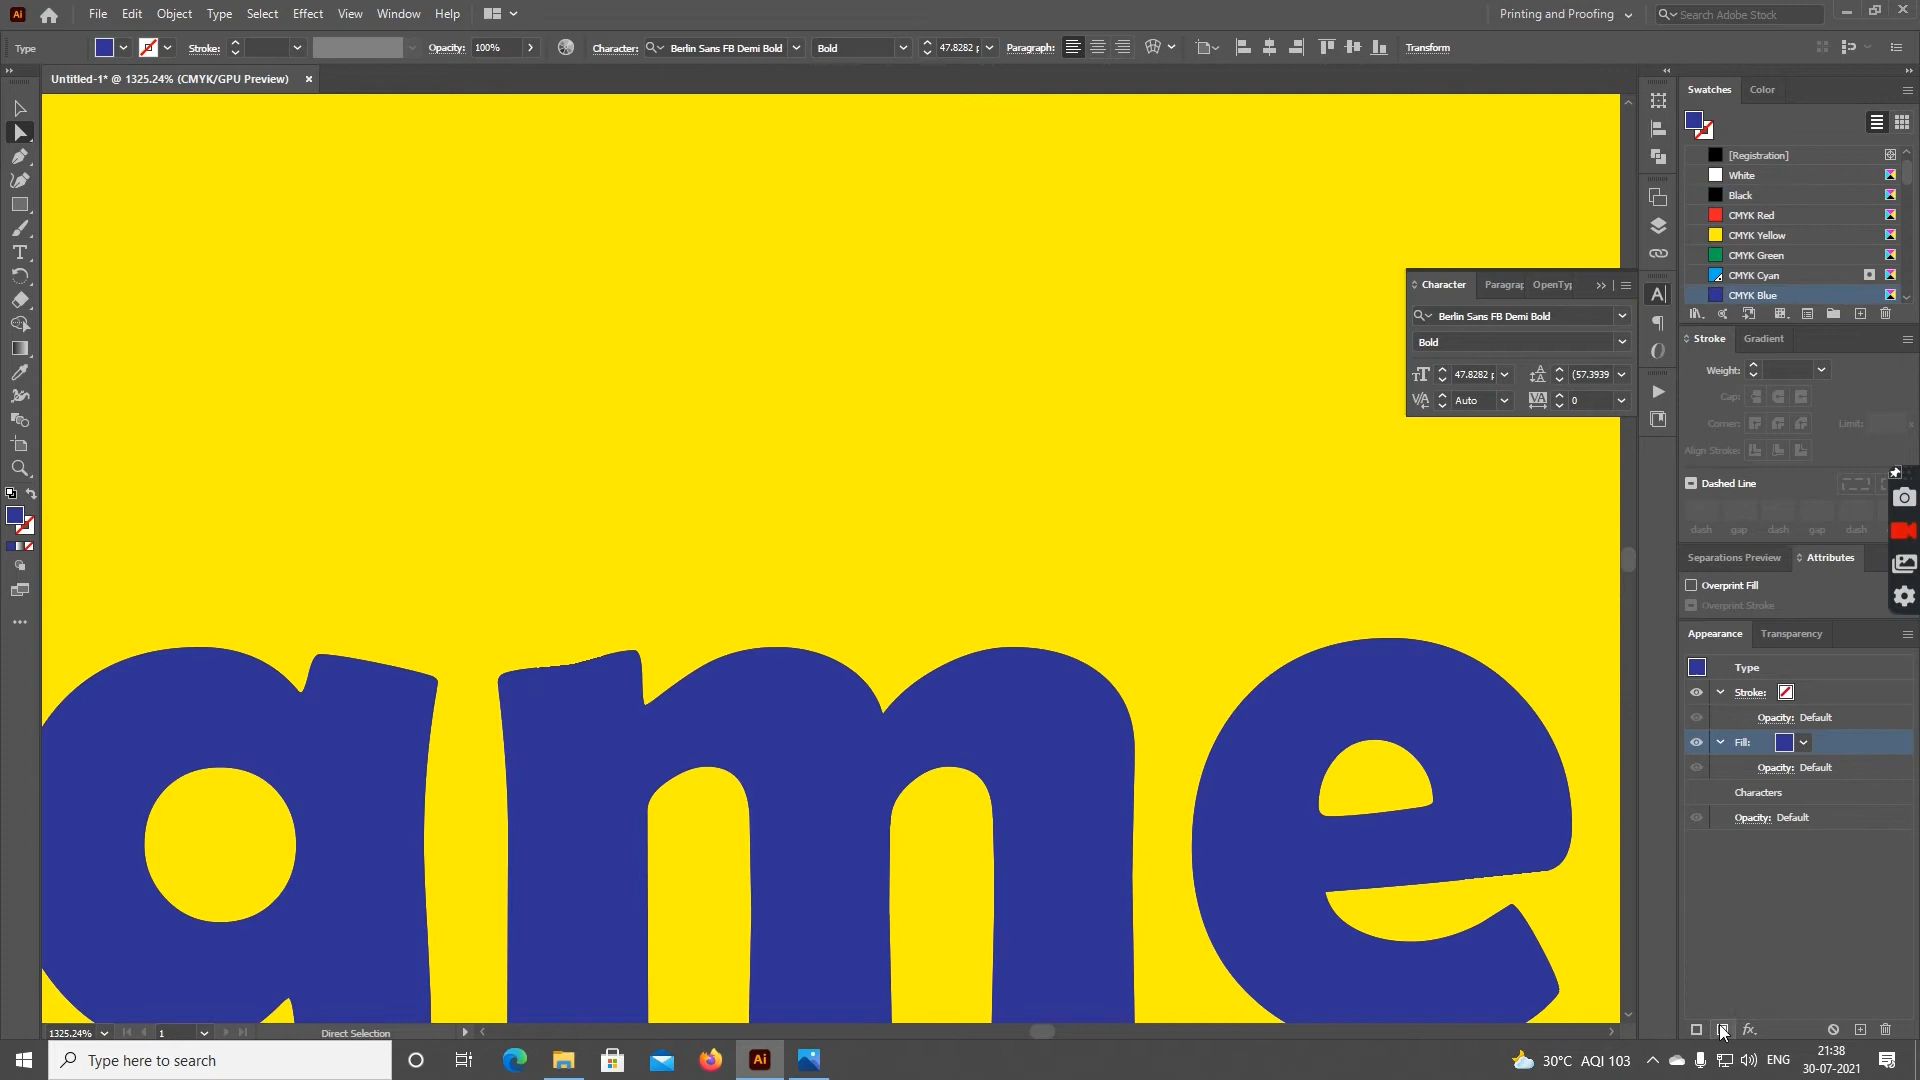 Ai File Edit Object Type Select Effect View Window Help Printing and Proofing Search Adobe Stock
Type Stroke: Opacity: 100% Character: Berlin Sans FB Demi Bold Bold 47.8282 p Paragraph: Transform
Untitled-1* @ 1325.24% (CMYK/GPU Preview) ×
Swatches Color
[Registration]
White
Black
CMYK Red
CMYK Yellow
CMYK Green
CMYK Cyan
CMYK Blue
Character Paragrap OpenTyp
Berlin Sans FB Demi Bold
Bold
47.8282 p (57.3939
Auto 0
Stroke Gradient
Weight:
Cap:
Corner: Limit: x
Align Stroke:
Dashed Line
dash gap dash gap dash
Separations Preview Attributes
Overprint Fill
Overprint Stroke
Appearance Transparency
Type
Stroke:
Opacity: Default
Fill:
Opacity: Default
Characters
Opacity: Default
ame
1325.24% 1 Direct Selection
Type here to search Ai 30°C AQI 103 ENG 21:38
30-07-2021